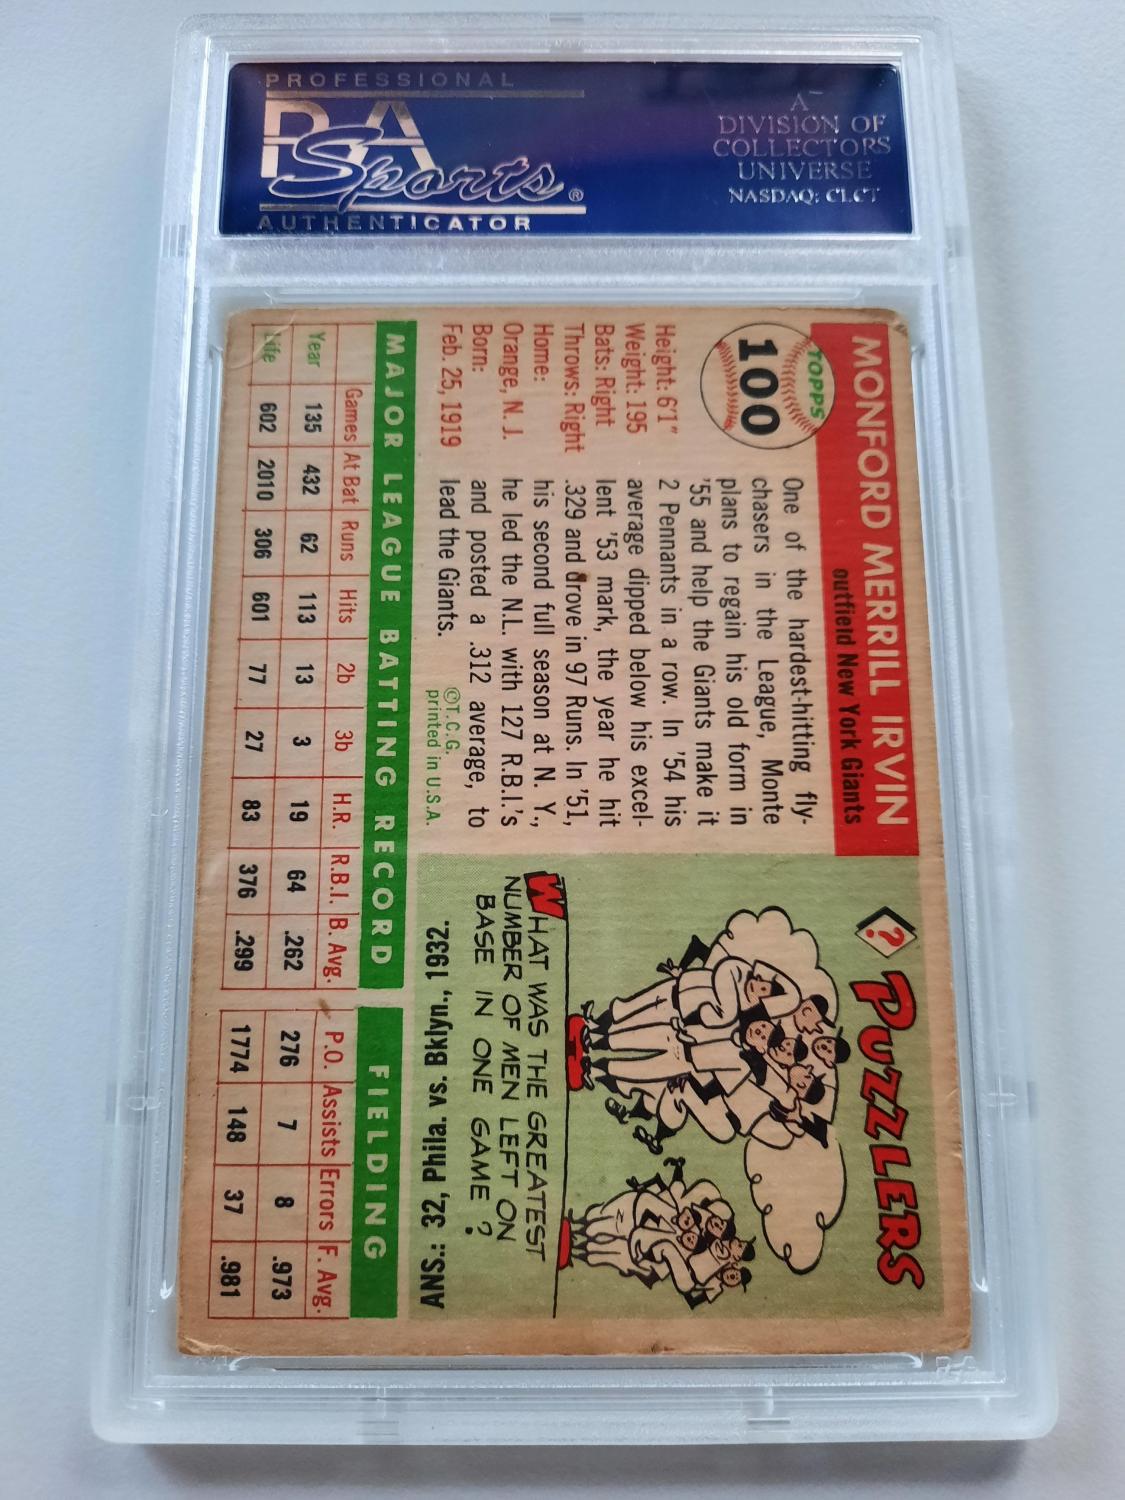 PROFESSIONAL
PSA
Sports®
AUTHENTICATOR
A
DIVISION OF
COLLECTORS
UNIVERSE
NASDAQ: CLCT
MONFORD MERRILL IRVIN
outfield New York Giants
TOPPS
100
Height: 6'1"
Weight: 195
Bats: Right
Throws: Right
Home:
Orange, N. J.
Born:
Feb. 25, 1919
One of the hardest-hitting fly-
chasers in the League, Monte
plans to regain his old form in
'55 and help the Giants make it
2 Pennants in a row. In '54 his
average dipped below his excel-
lent '53 mark, the year he hit
.329 and drove in 97 Runs. In '51,
his second full season at N. Y.,
he led the N.L. with 127 R.B.I.'s
and posted a .312 average, to
lead the Giants.
©T.C.G.
printed in U.S.A.
? PUZZLERS
WHAT WAS THE GREATEST
NUMBER OF MEN LEFT ON
BASE IN ONE GAME?
ANS.: 32, Phila. vs. Bklyn., 1932.
MAJOR LEAGUE BATTING RECORD FIELDING
Games At Bat Runs Hits 2b 3b H.R. R.B.I. B. Avg. P.O. Assists Errors F. Avg.
Year 135 432 62 113 13 3 19 64 .262 276 7 8 .973
Life 602 2010 306 601 77 27 83 376 .299 1774 148 37 .981